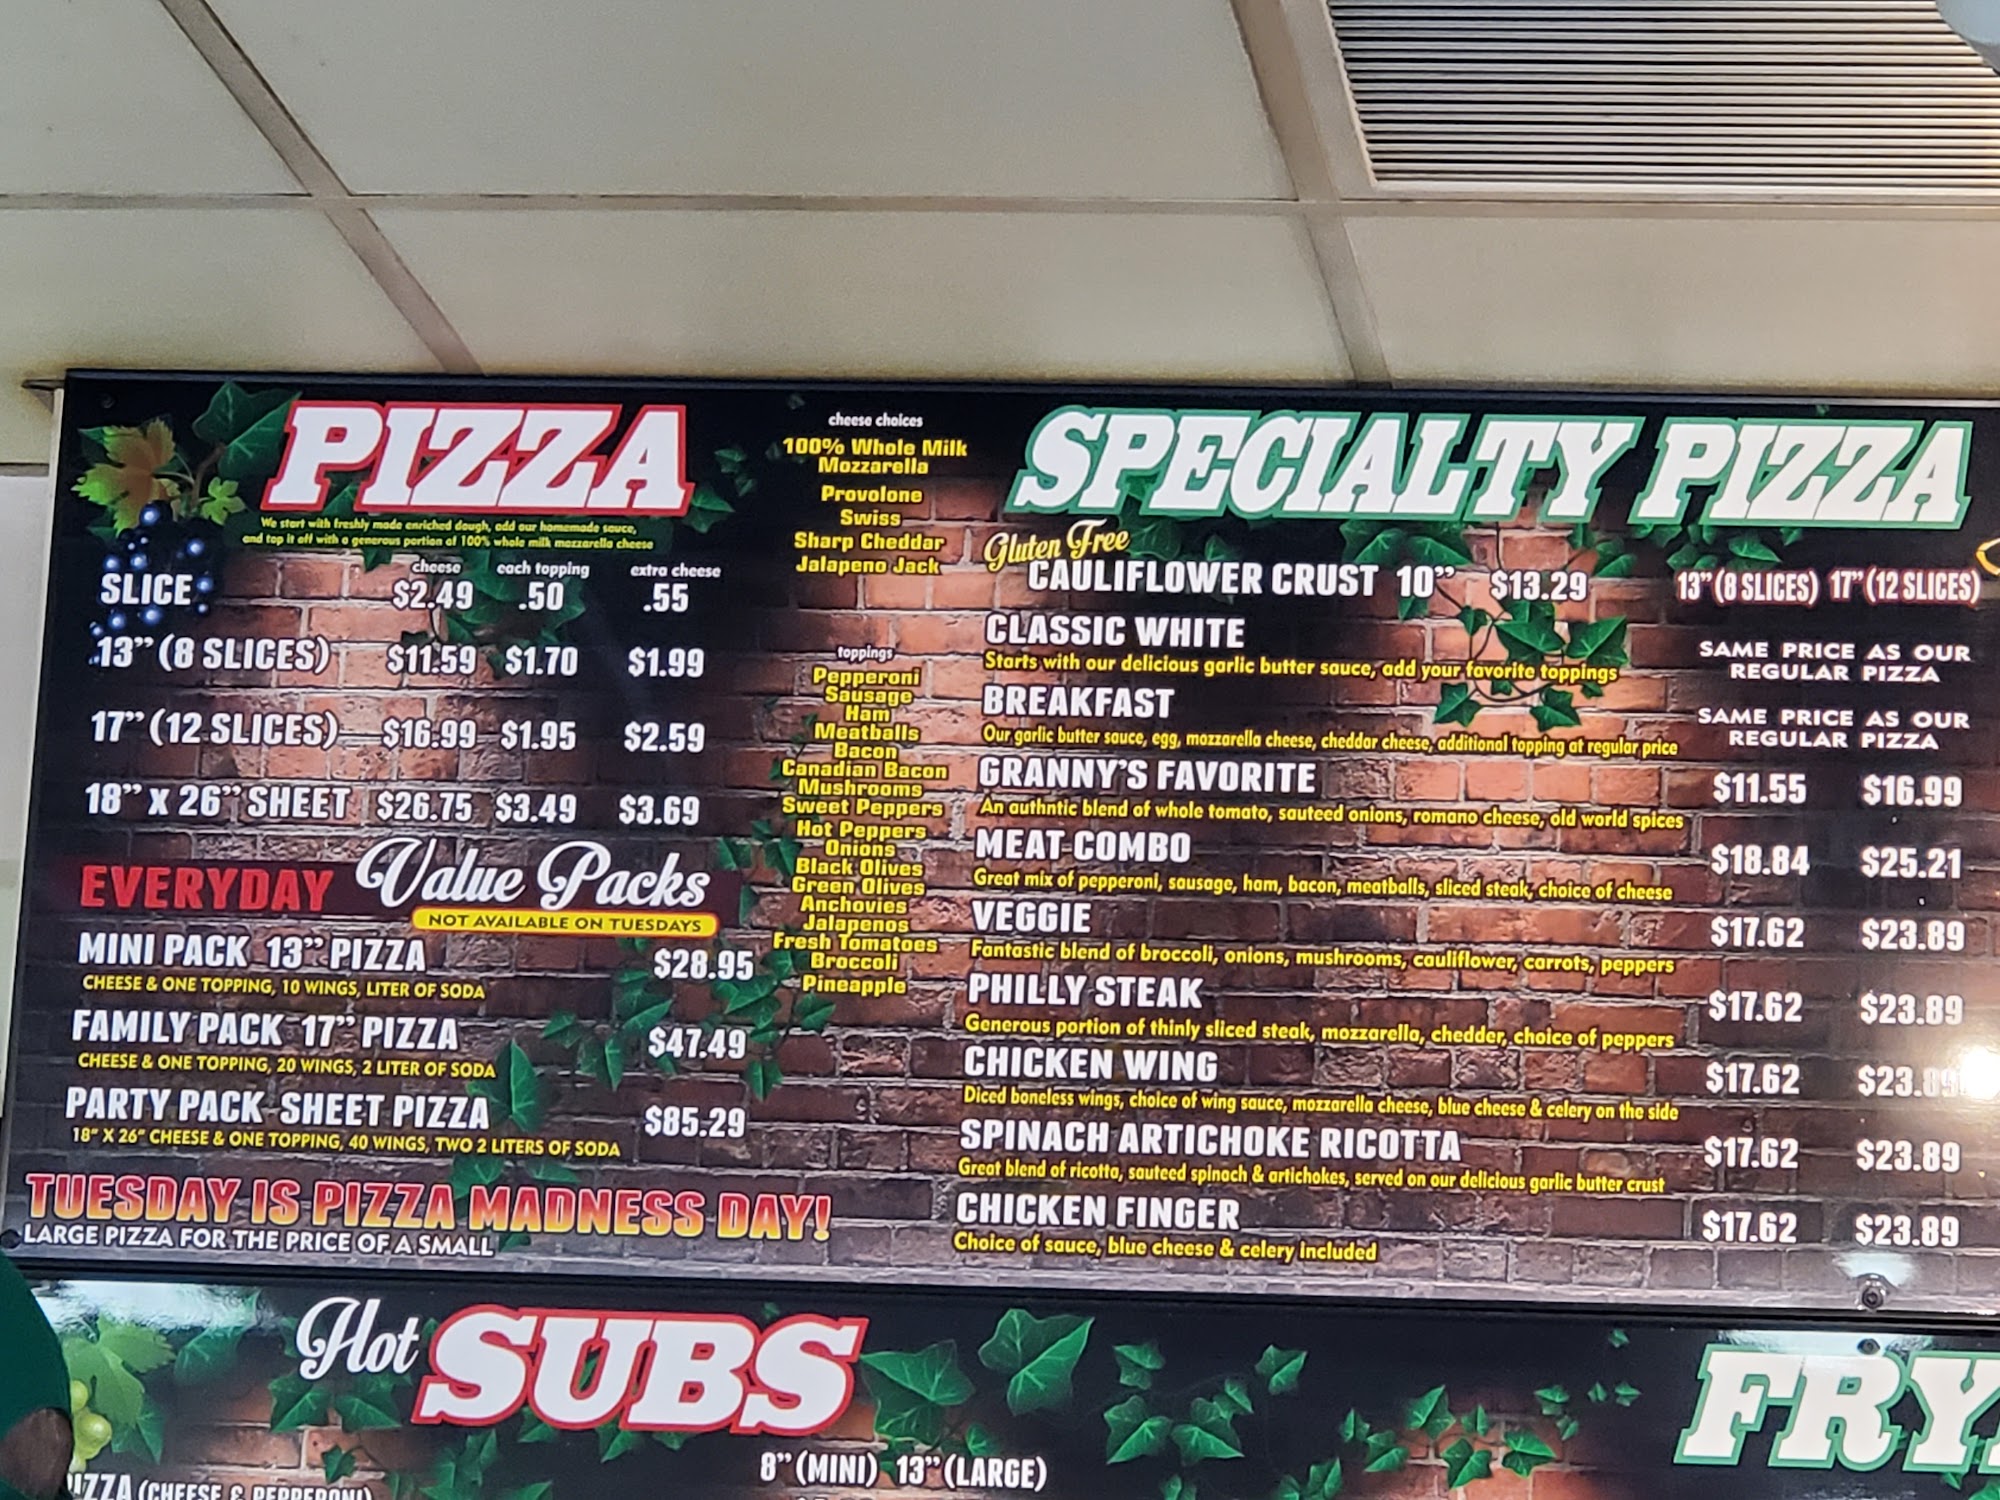 PIZZA
We start with freshly made enriched dough, add our homemade sauce,
and top it off with a generous portion of 100% whole milk mozzarella cheese
cheese each topping extra cheese
SLICE $2.49 .50 .55
13" (8 SLICES) $11.59 $1.70 $1.99
17" (12 SLICES) $16.99 $1.95 $2.59
18" X 26" SHEET $26.75 $3.49 $3.69
EVERYDAY Value Packs
NOT AVAILABLE ON TUESDAYS
MINI PACK 13" PIZZA $28.95
CHEESE & ONE TOPPING, 10 WINGS, LITER OF SODA
FAMILY PACK 17" PIZZA $47.49
CHEESE & ONE TOPPING, 20 WINGS, 2 LITER OF SODA
PARTY PACK SHEET PIZZA $85.29
18" X 26" CHEESE & ONE TOPPING, 40 WINGS, TWO 2 LITERS OF SODA
TUESDAY IS PIZZA MADNESS DAY!
LARGE PIZZA FOR THE PRICE OF A SMALL
cheese choices
100% Whole Milk
Mozzarella
Provolone
Swiss
Sharp Cheddar
Jalapeno Jack
toppings
Pepperoni
Sausage
Ham
Meatballs
Bacon
Canadian Bacon
Mushrooms
Sweet Peppers
Hot Peppers
Onions
Black Olives
Green Olives
Anchovies
Jalapenos
Fresh Tomatoes
Broccoli
Pineapple
SPECIALTY PIZZA
Gluten Free
CAULIFLOWER CRUST 10" $13.29 13" (8 SLICES) 17" (12 SLICES)
CLASSIC WHITE
Starts with our delicious garlic butter sauce, add your favorite toppings
SAME PRICE AS OUR
REGULAR PIZZA
BREAKFAST
Our garlic butter sauce, egg, mozzarella cheese, cheddar cheese, additional topping at regular price
SAME PRICE AS OUR
REGULAR PIZZA
GRANNY'S FAVORITE $11.55 $16.99
An authntic blend of whole tomato, sauteed onions, romano cheese, old world spices
MEAT COMBO $18.84 $25.21
Great mix of pepperoni, sausage, ham, bacon, meatballs, sliced steak, choice of cheese
VEGGIE $17.62 $23.89
Fantastic blend of broccoli, onions, mushrooms, cauliflower, carrots, peppers
PHILLY STEAK $17.62 $23.89
Generous portion of thinly sliced steak, mozzarella, chedder, choice of peppers
CHICKEN WING $17.62 $23.89
Diced boneless wings, choice of wing sauce, mozzarella cheese, blue cheese & celery on the side
SPINACH ARTICHOKE RICOTTA $17.62 $23.89
Great blend of ricotta, sauteed spinach & artichokes, served on our delicious garlic butter crust
CHICKEN FINGER $17.62 $23.89
Choice of sauce, blue cheese & celery included
Hot SUBS
8" (MINI) 13" (LARGE)
PIZZA (CHEESE & PEPPERONI)
FRY